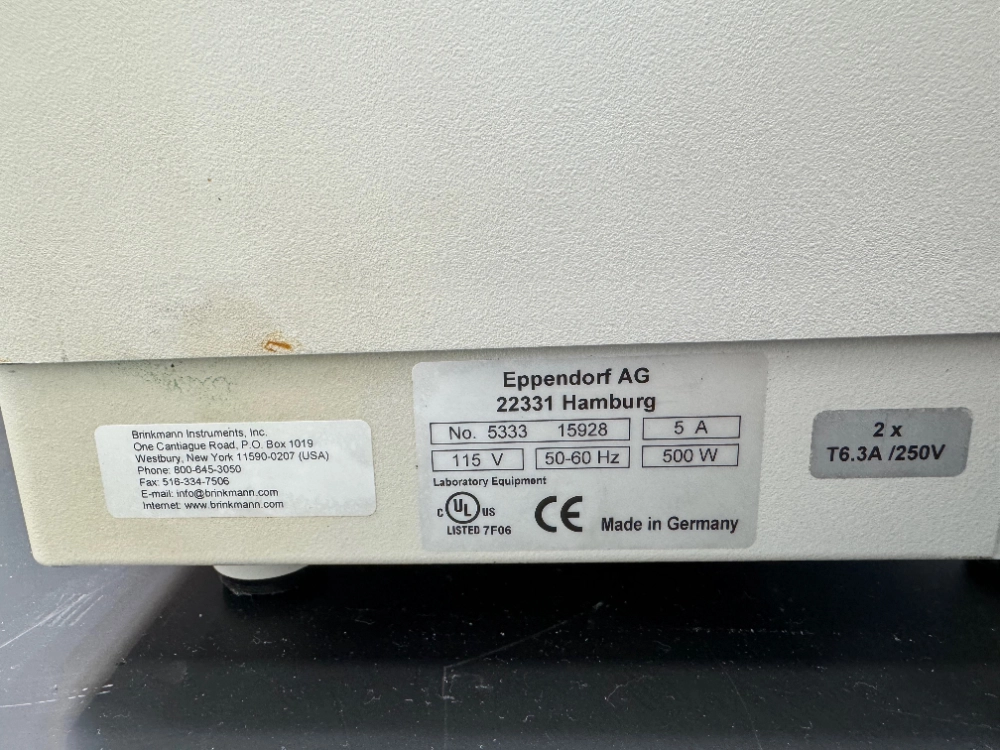 Brinkmann Instruments, Inc.
One Cantiague Road, P.O. Box 1019
Westbury, New York 11590-0207 (USA)
Phone: 800-645-3050
Fax: 516-334-7506
E-mail: info@brinkmann.com
Internet: www.brinkmann.com
Eppendorf AG
22331 Hamburg
No. 5333 15928 5 A
115 V 50-60 Hz 500 W
Laboratory Equipment
C UL US
LISTED 7F06
CE
Made in Germany
2 x
T6.3A /250V